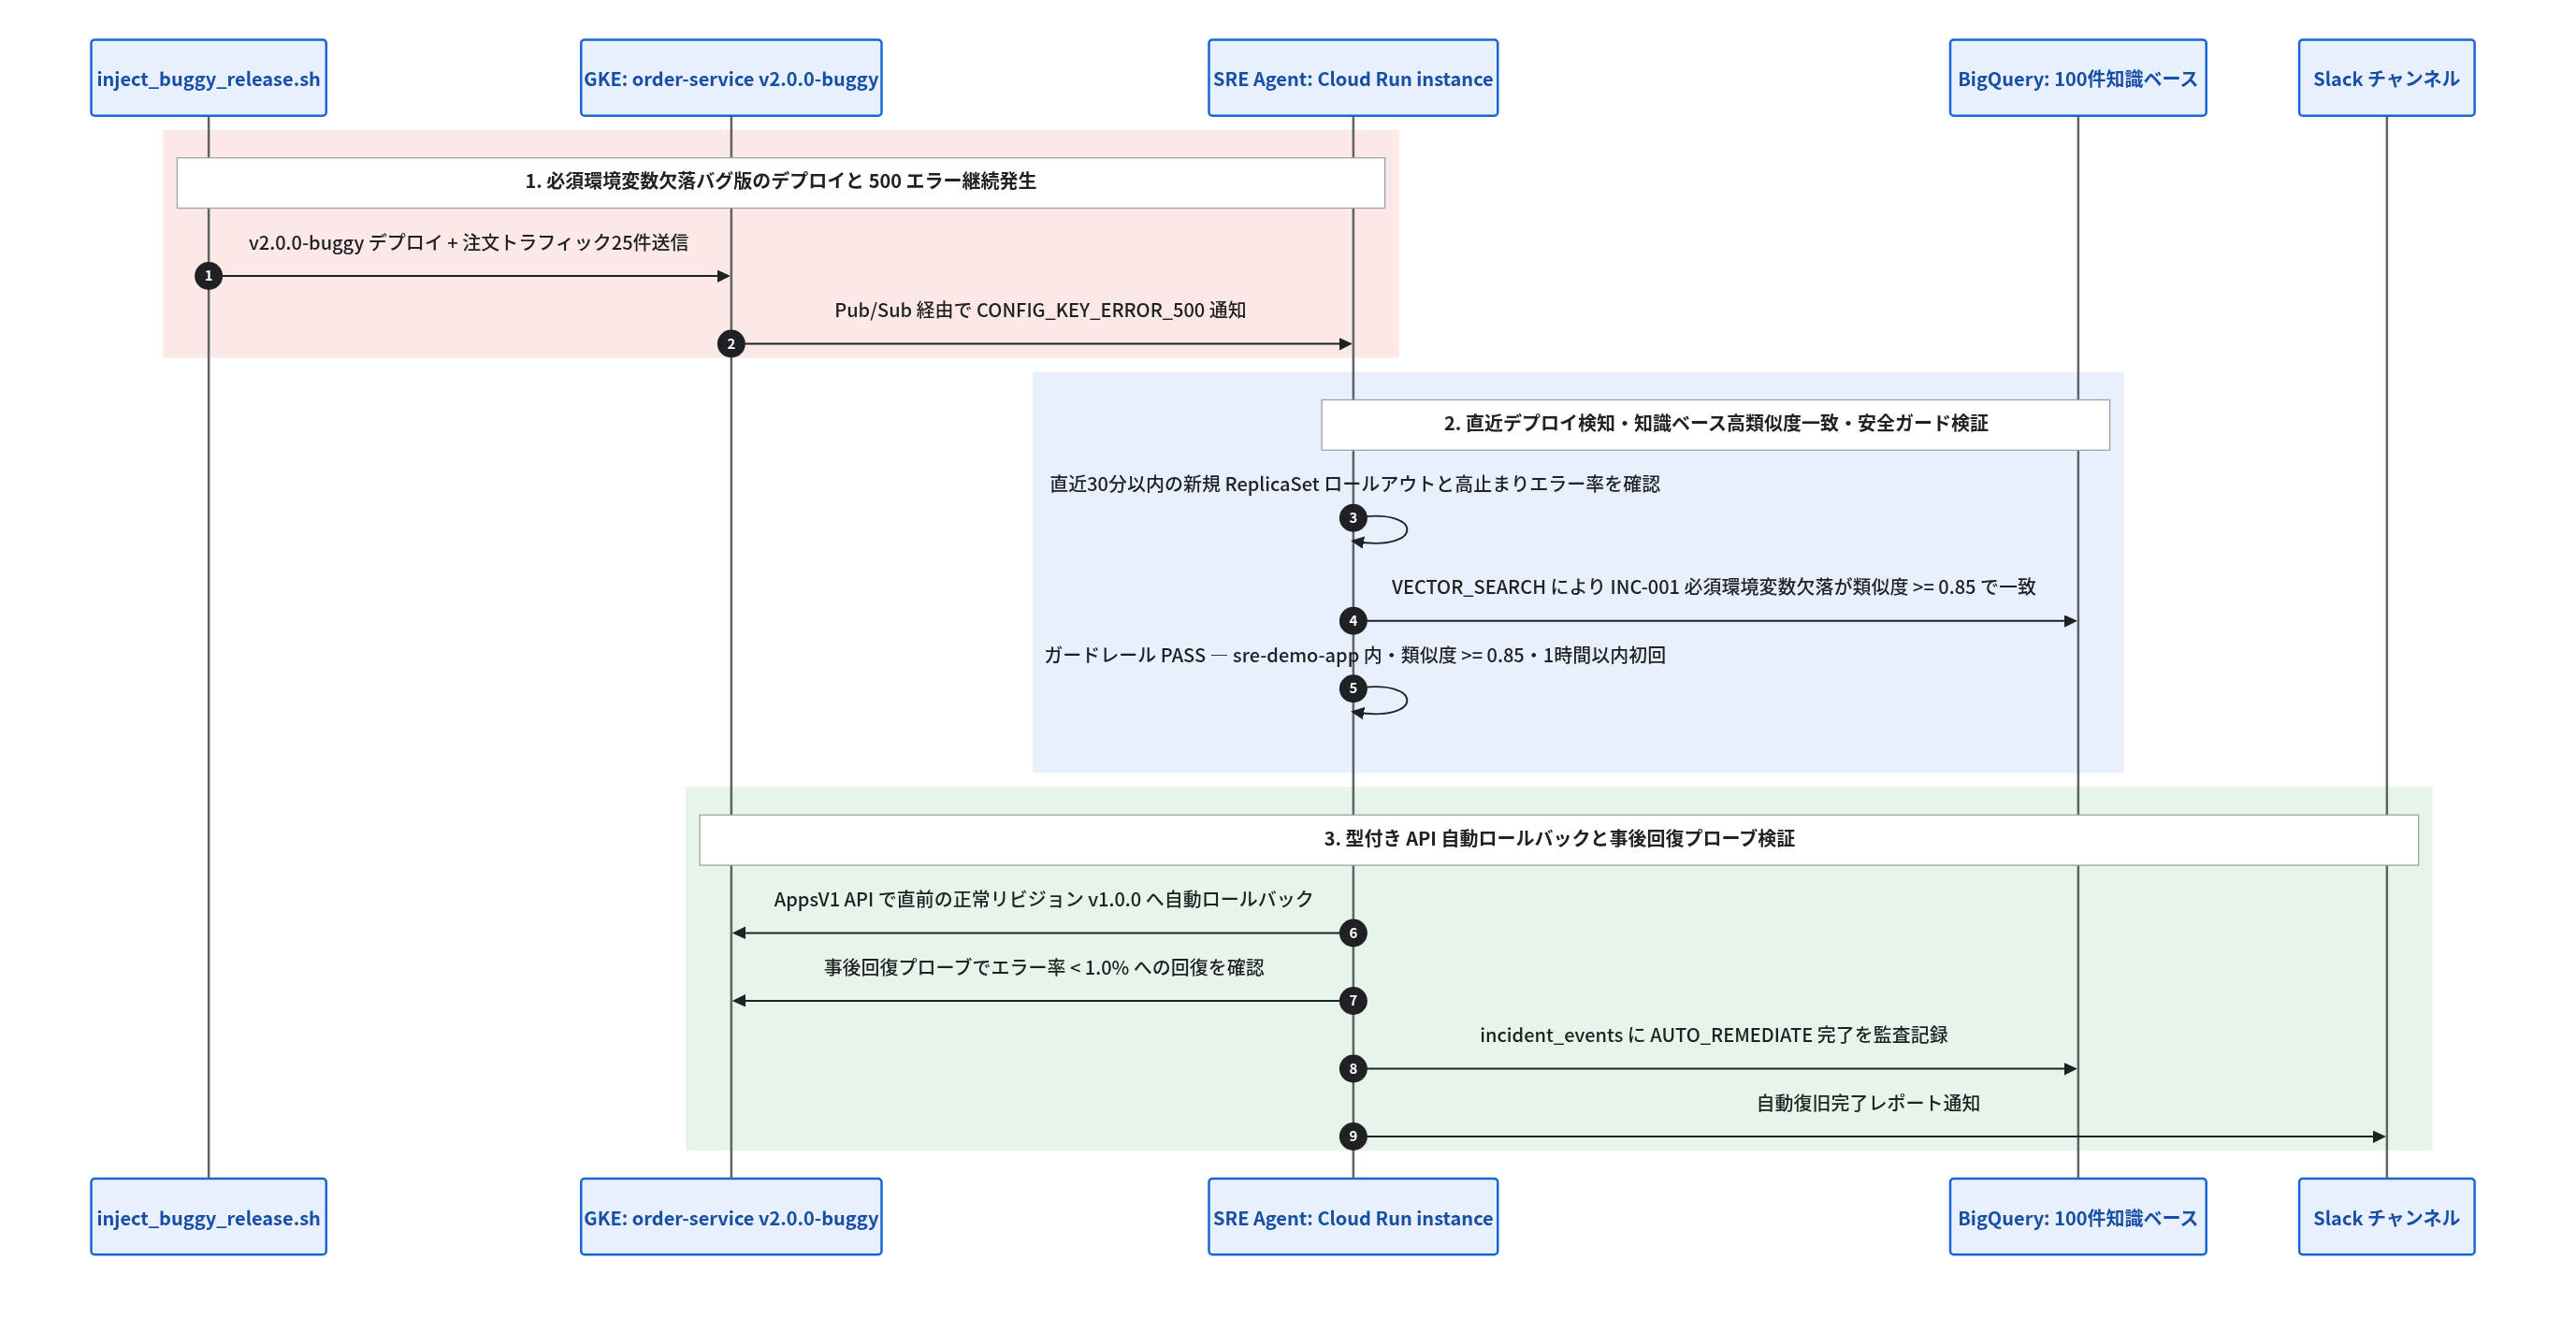 inject_buggy_release.sh
GKE: order-service v2.0.0-buggy
SRE Agent: Cloud Run instance
BigQuery: 100件知識ベース
Slack チャンネル
1. 必須環境変数欠落バグ版のデプロイと 500 エラー継続発生
v2.0.0-buggy デプロイ + 注文トラフィック25件送信
1
Pub/Sub 経由で CONFIG_KEY_ERROR_500 通知
2
2. 直近デプロイ検知・知識ベース高類似度一致・安全ガード検証
直近30分以内の新規 ReplicaSet ロールアウトと高止まりエラー率を確認
3
VECTOR_SEARCH により INC-001 必須環境変数欠落が類似度 >= 0.85 で一致
4
ガードレール PASS — sre-demo-app 内・類似度 >= 0.85・1時間以内初回
5
3. 型付き API 自動ロールバックと事後回復プローブ検証
AppsV1 API で直前の正常リビジョン v1.0.0 へ自動ロールバック
6
事後回復プローブでエラー率 < 1.0% への回復を確認
7
incident_events に AUTO_REMEDIATE 完了を監査記録
8
自動復旧完了レポート通知
9
inject_buggy_release.sh
GKE: order-service v2.0.0-buggy
SRE Agent: Cloud Run instance
BigQuery: 100件知識ベース
Slack チャンネル